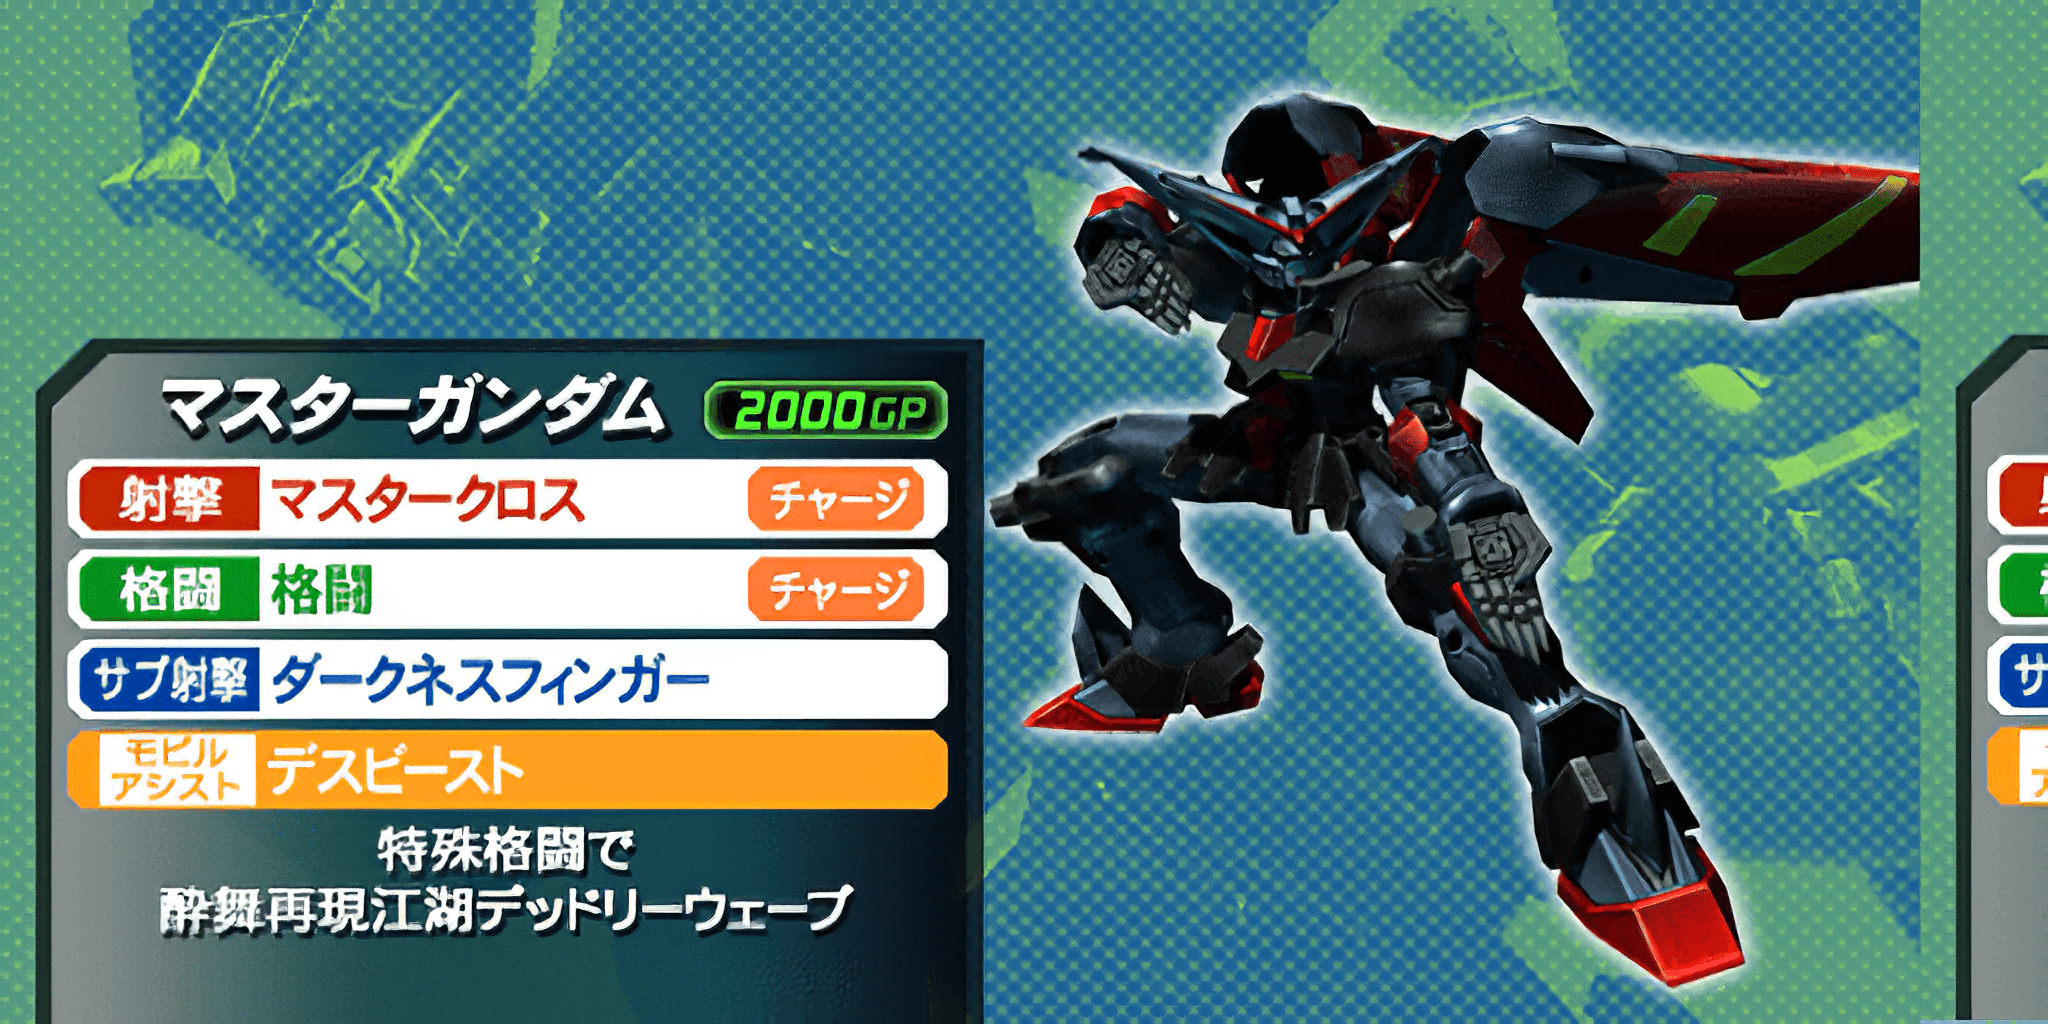 マスターガンダム 2000GP
射撃 マスタークロス チャージ
格闘 格闘 チャージ
サブ射撃 ダークネスフィンガー
モビル
アシスト デスビースト
特殊格闘で
酔舞再現江湖デッドリーウェーブ